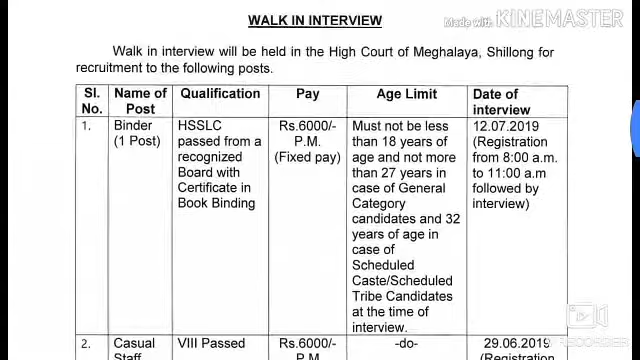 WALK IN INTERVIEW
Made with KINEMASTER
Walk in interview will be held in the High Court of Meghalaya, Shillong for
recruitment to the following posts.
Sl. No.
Name of Post
Qualification
Pay
Age Limit
Date of interview
1.
Binder
(1 Post)
HSSLC
passed from a
recognized
Board with
Certificate in
Book Binding
Rs.6000/-
P.M.
(Fixed pay)
Must not be less
than 18 years of
age and not more
than 27 years in
case of General
Category
candidates and 32
years of age in
case of
Scheduled
Caste/Scheduled
Tribe Candidates
at the time of
interview.
12.07.2019
(Registration
from 8:00 a.m.
to 11:00 a.m
followed by
interview)
2.
Casual
Staff
VIII Passed
Rs.6000/-
P.M.
-do-
29.06.2019
(Registration